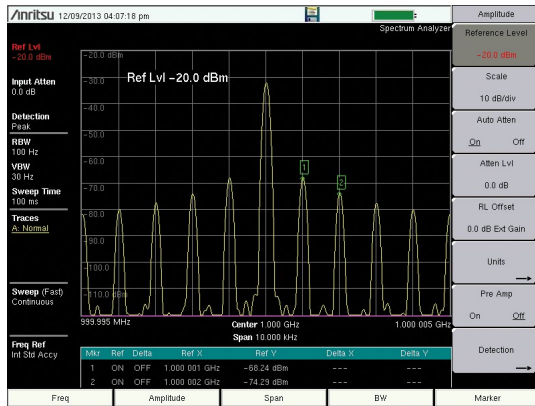 Anritsu 12/09/2013 04:07:18 pm
Spectrum Analyzer
Ref Lvl
-20.0 dBm
Input Atten
0.0 dB
Detection
Peak
RBW
100 Hz
VBW
30 Hz
Sweep Time
100 ms
Traces
A: Normal
Sweep (Fast)
Continuous
Freq Ref
Int Std Accy
-20.0 dBm
Ref Lvl -20.0 dBm
-30.0
-40.0
-50.0
-60.0
-70.0
-80.0
-90.0
-100.0
-110.0 dBm
1
2
999.995 MHz
Center 1.000 GHz
1.000 005 GHz
Span 10.000 kHz
Mkr Ref Delta Ref X Ref Y Delta X Delta Y
1 ON OFF 1.000 001 GHz -68.24 dBm --- ---
2 ON OFF 1.000 002 GHz -74.29 dBm --- ---
Amplitude
Reference Level
-20.0 dBm
Scale
10 dB/div
Auto Atten
On Off
Atten Lvl
0.0 dB
RL Offset
0.0 dB Ext Gain
Units
Pre Amp
On Off
Detection
Freq
Amplitude
Span
BW
Marker